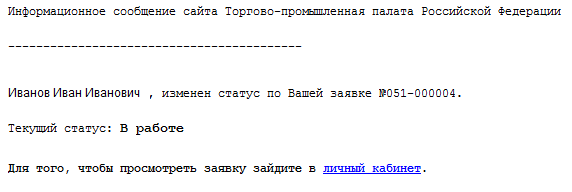 Информационное сообщение сайта Торгово-промышленная палата Российской Федерации
------------------------------------------
Иванов Иван Иванович , изменен статус по Вашей заявке №051-000004.
Текущий статус: В работе
Для того, чтобы просмотреть заявку зайдите в личный кабинет.